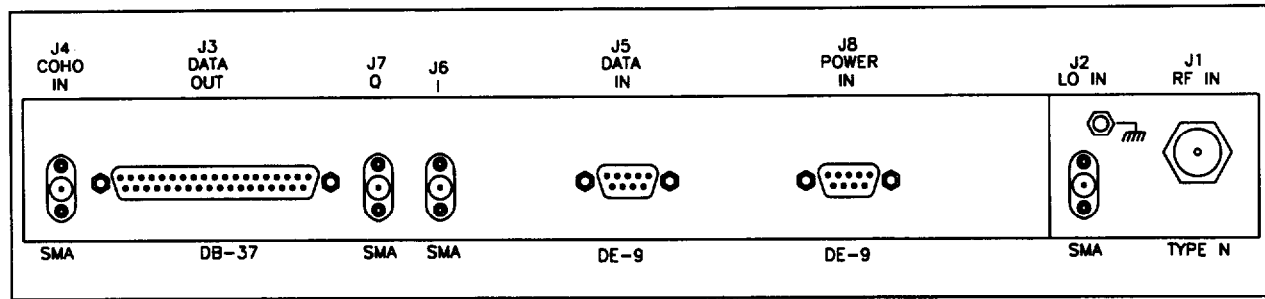 J4
COHO
IN
J3
DATA
OUT
J7
Q
J6
I
J5
DATA
IN
J8
POWER
IN
J2
LO IN
J1
RF IN
SMA
DB-37
SMA
SMA
DE-9
DE-9
SMA
TYPE N